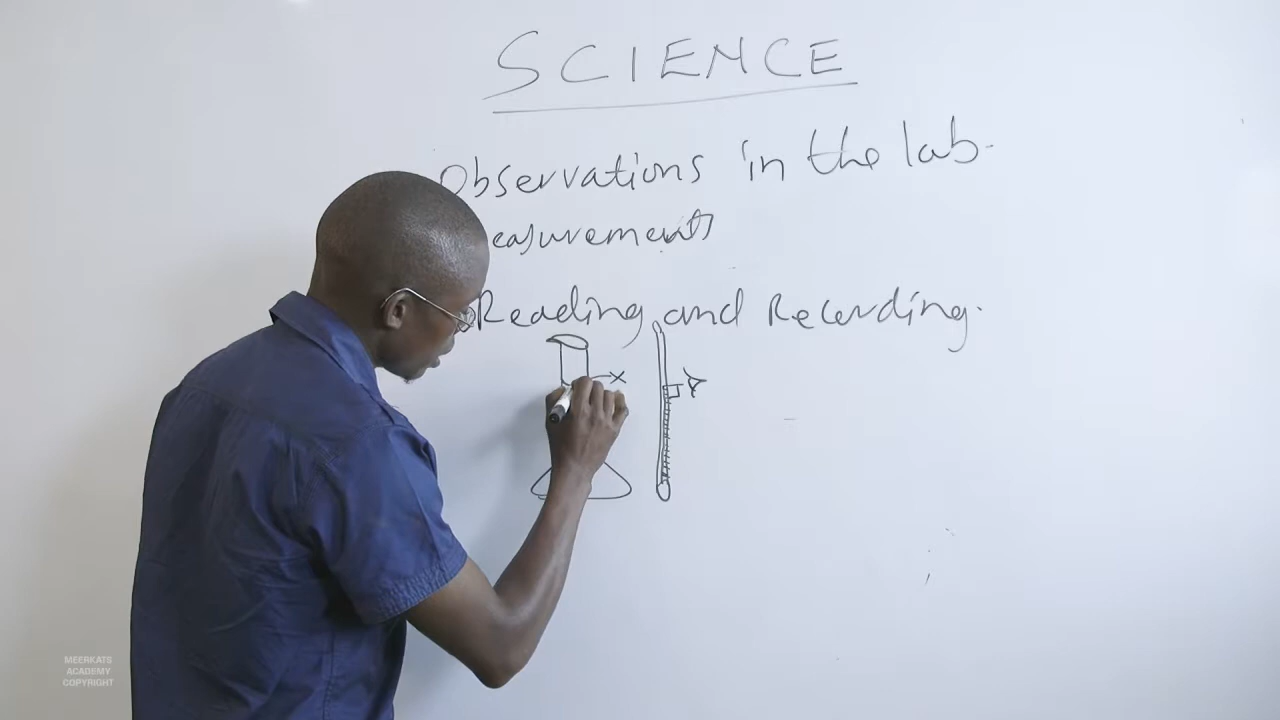 SCIENCE
Observations in the lab.
easurements
Reading and Recording.
X
MEERKATS
ACADEMY
COPYRIGHT